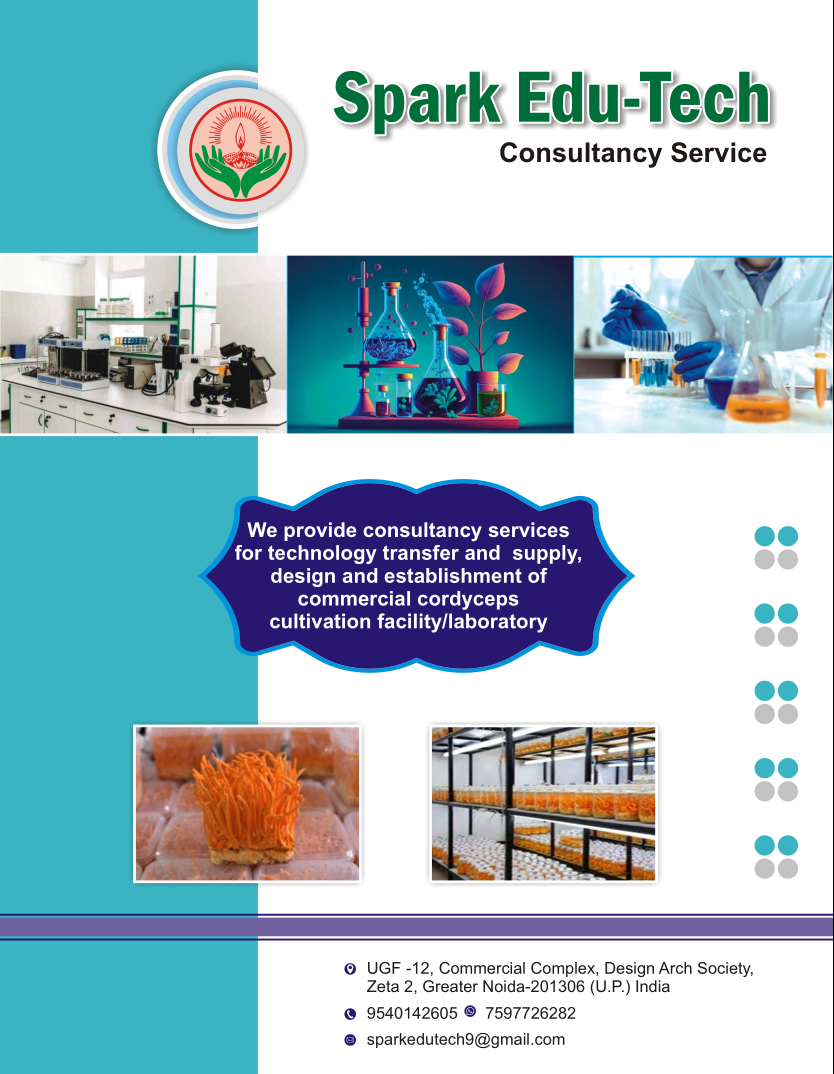 Spark Edu-Tech
Consultancy Service
We provide consultancy services
for technology transfer and supply,
design and establishment of
commercial cordyceps
cultivation facility/laboratory
UGF -12, Commercial Complex, Design Arch Society,
Zeta 2, Greater Noida-201306 (U.P.) India
9540142605 7597726282
sparkedutech9@gmail.com